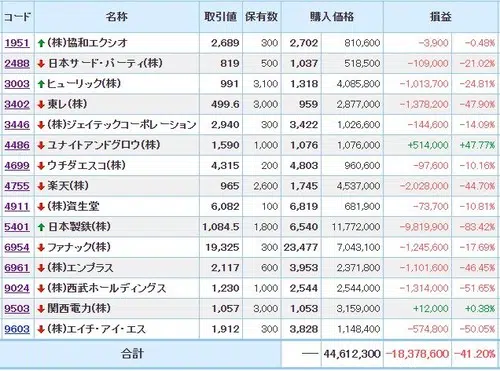 コード 名称 取引値 保有数 購入価格 損益
1951 ↑ (株)協和エクシオ 2,689 300 2,702 810,600 -3,900 -0.48%
2488 ↓ 日本サード・パーティ(株) 819 500 1,037 518,500 -109,000 -21.02%
3003 ↑ ヒューリック(株) 991 3,100 1,318 4,085,800 -1,013,700 -24.81%
3402 ↓ 東レ(株) 499.6 3,000 959 2,877,000 -1,378,200 -47.90%
3446 ↓ (株)ジェイテックコーポレーション 2,940 300 3,422 1,026,600 -144,600 -14.09%
4486 ↓ ユナイトアンドグロウ(株) 1,590 1,000 1,076 1,076,000 +514,000 +47.77%
4699 ↓ ウチダエスコ(株) 4,315 200 4,803 960,600 -97,600 -10.16%
4755 ↓ 楽天(株) 965 2,600 1,745 4,537,000 -2,028,000 -44.70%
4911 ↓ (株)資生堂 6,082 100 6,819 681,900 -73,700 -10.81%
5401 ↑ 日本製鉄(株) 1,084.5 1,800 6,540 11,772,000 -9,819,900 -83.42%
6954 ↓ ファナック(株) 19,325 300 23,477 7,043,100 -1,245,600 -17.69%
6961 ↓ (株)エンプラス 2,117 600 3,953 2,371,800 -1,101,600 -46.45%
9024 ↓ (株)西武ホールディングス 1,230 1,000 2,544 2,544,000 -1,314,000 -51.65%
9503 ↓ 関西電力(株) 1,057 3,000 1,053 3,159,000 +12,000 +0.38%
9603 ↓ (株)エイチ・アイ・エス 1,912 300 3,828 1,148,400 -574,800 -50.05%
合計 ---- 44,612,300 -18,378,600 -41.20%